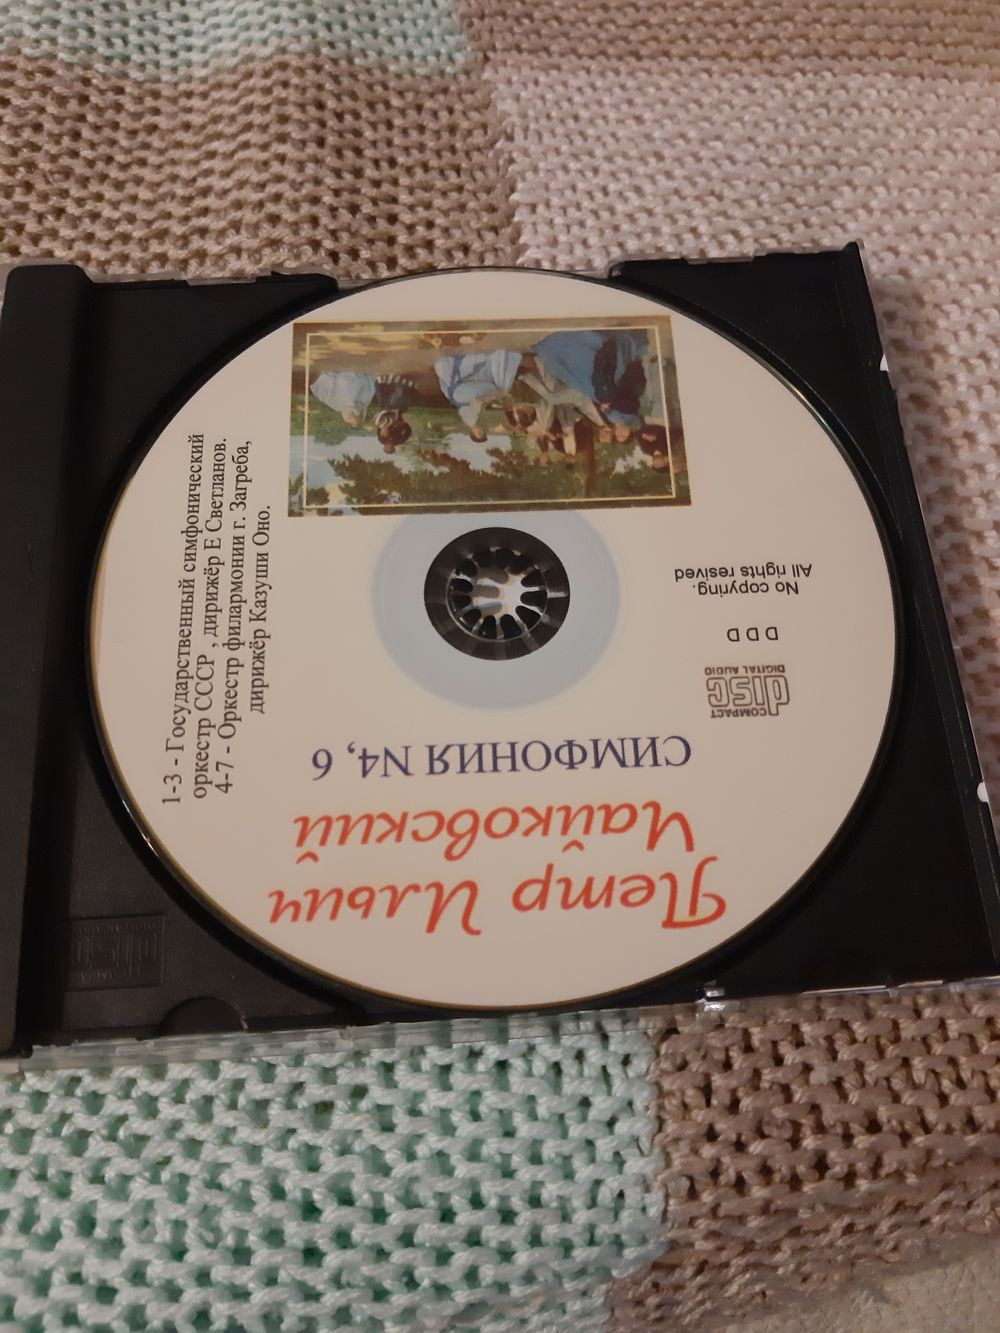 Петр Ильич
Чайковский
СИМФОНИЯ N4, 6
COMPACT
disc
DIGITAL AUDIO
D D D
No copyring.
All rights resived
1-3 - Государственный симфонический
оркестр СССР , дирижёр Е Светланов.
4-7 - Оркестр филармонии г. Загреба,
дирижёр Казуши Оно.